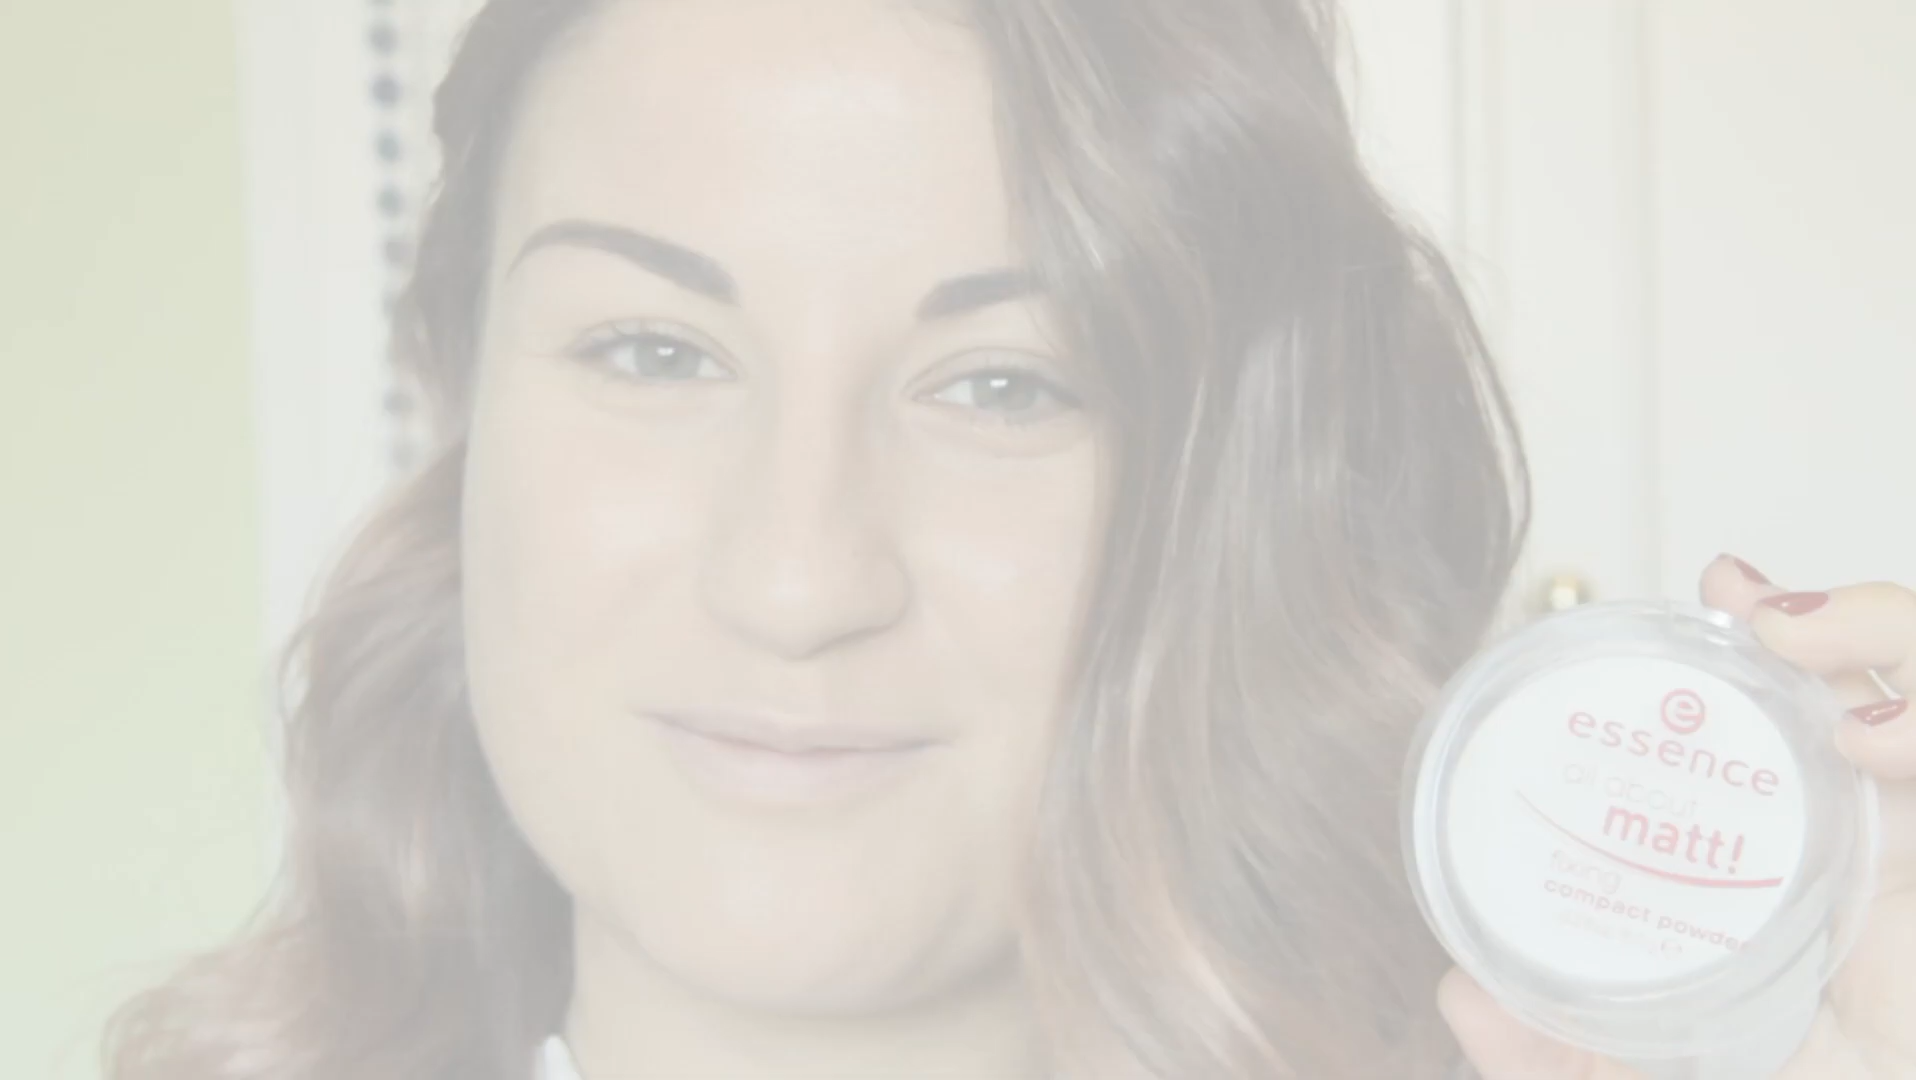 e
essence
all about
matt!
fixing
compact powder